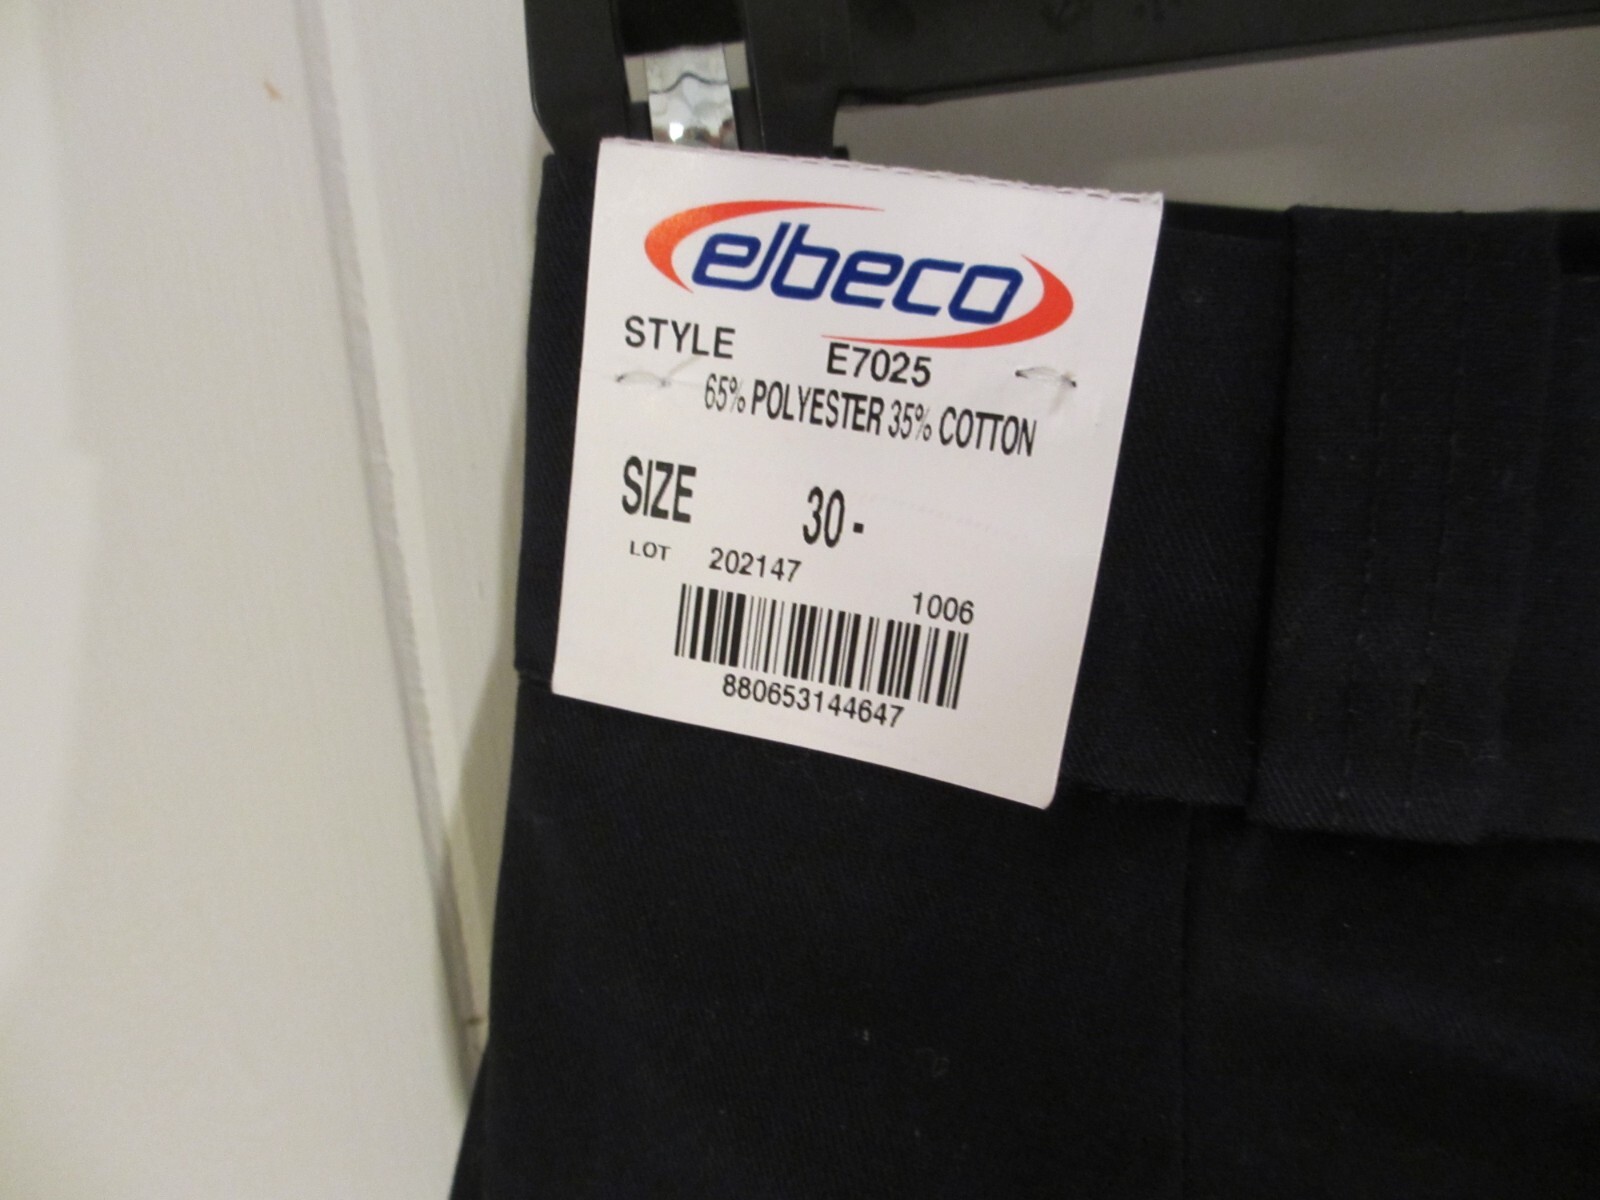 elbeco
STYLE E7025
65% POLYESTER 35% COTTON
SIZE 30-
LOT 202147
1006
880653144647